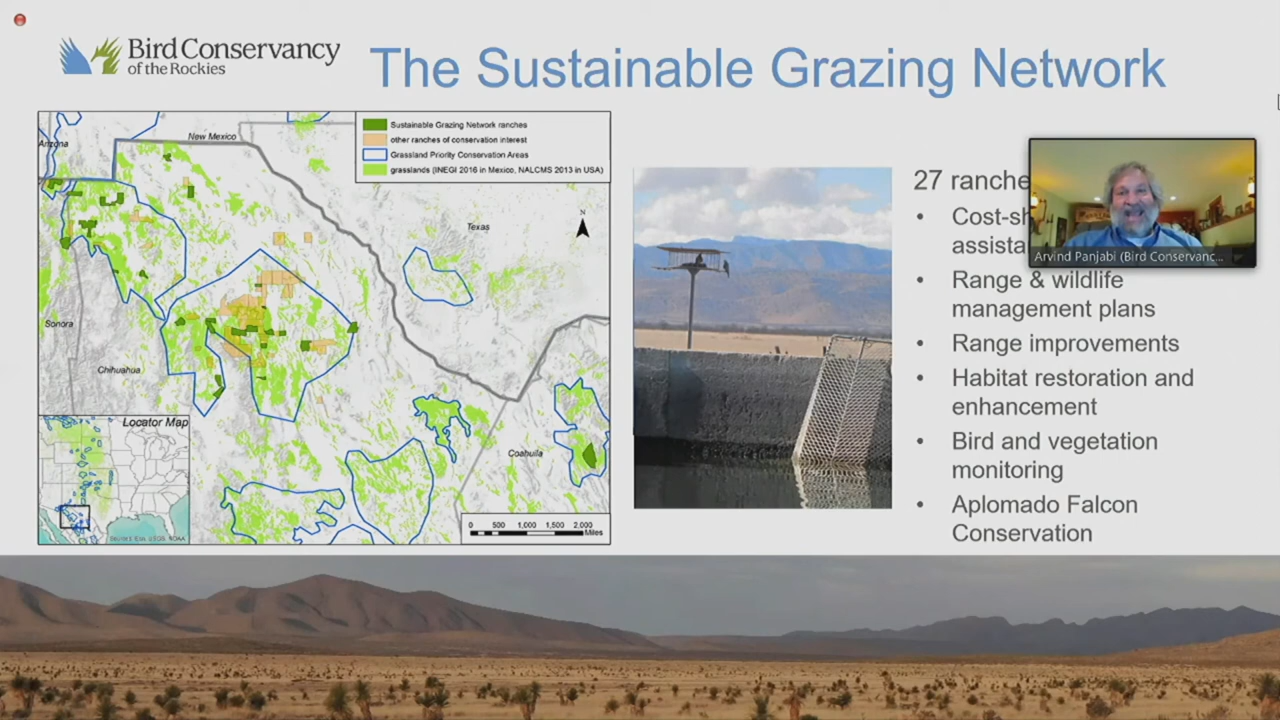 Bird Conservancy
of the Rockies
The Sustainable Grazing Network
Sustainable Grazing Network ranches
other ranches of conservation interest
Grassland Priority Conservation Areas
grasslands (INEGI 2016 in Mexico, NALCMS 2013 in USA)
Arizona
New Mexico
N
Texas
Sonora
Chihuahua
Coahuila
Locator Map
0 500 1,000 1,500 2,000
Miles
27 ranche
• Cost-sh
assista
Arvind Panjabi (Bird Conservanc...
• Range & wildlife
management plans
• Range improvements
• Habitat restoration and
enhancement
• Bird and vegetation
monitoring
• Aplomado Falcon
Conservation